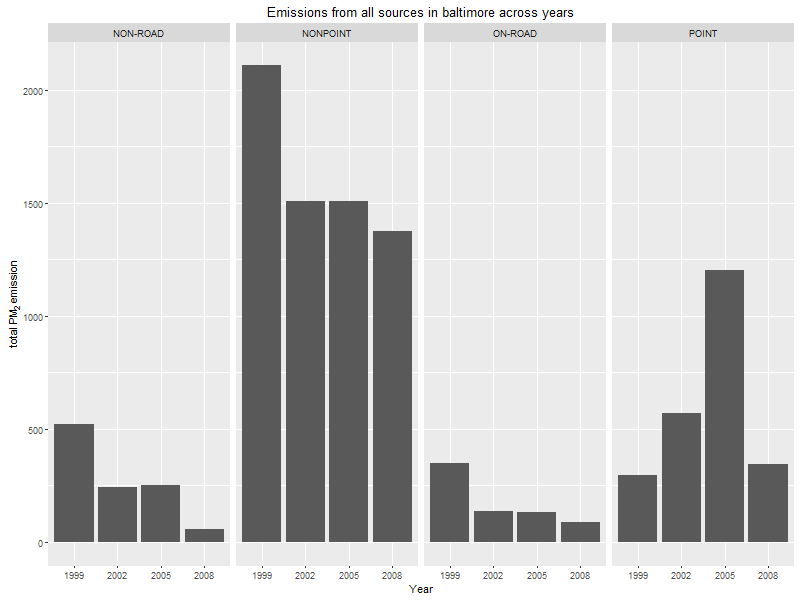 Emissions from all sources in baltimore across years
NON-ROAD NONPOINT ON-ROAD POINT
2000
1500
1000
500
0
total PM2 emission
1999 2002 2005 2008 1999 2002 2005 2008 1999 2002 2005 2008 1999 2002 2005 2008
Year